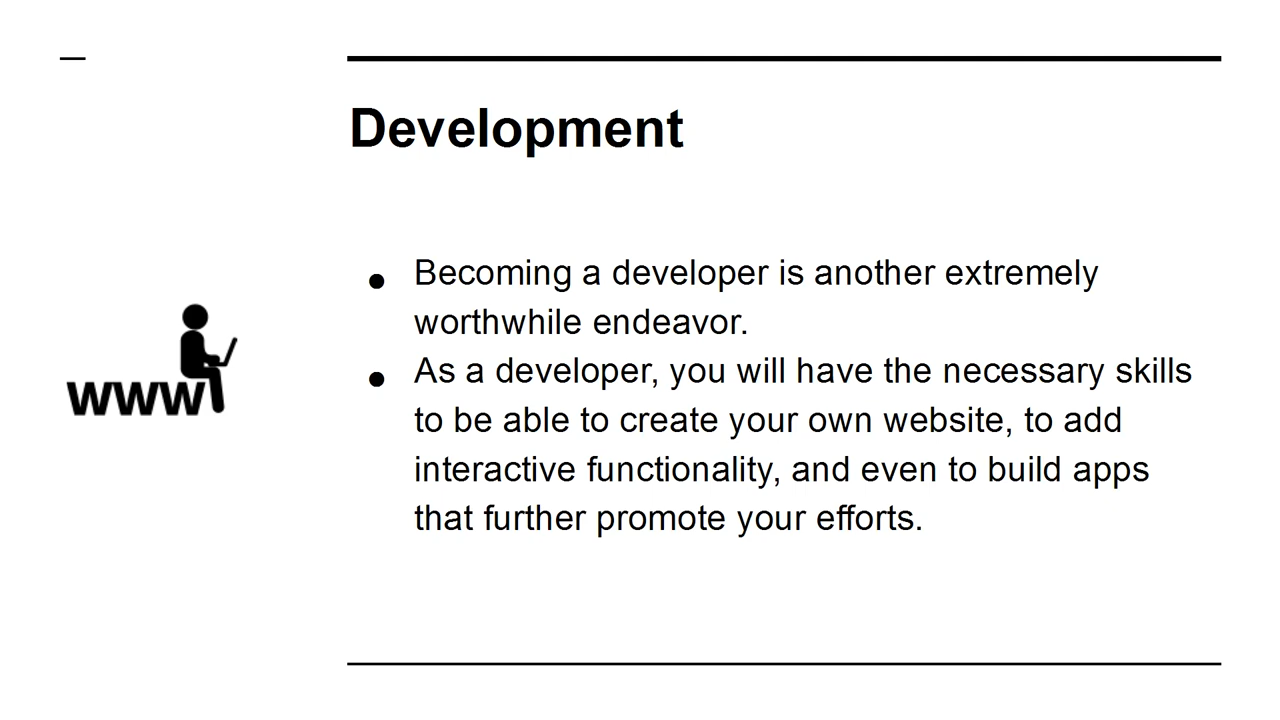 Development
● Becoming a developer is another extremely
worthwhile endeavor.
● As a developer, you will have the necessary skills
to be able to create your own website, to add
interactive functionality, and even to build apps
that further promote your efforts.
www